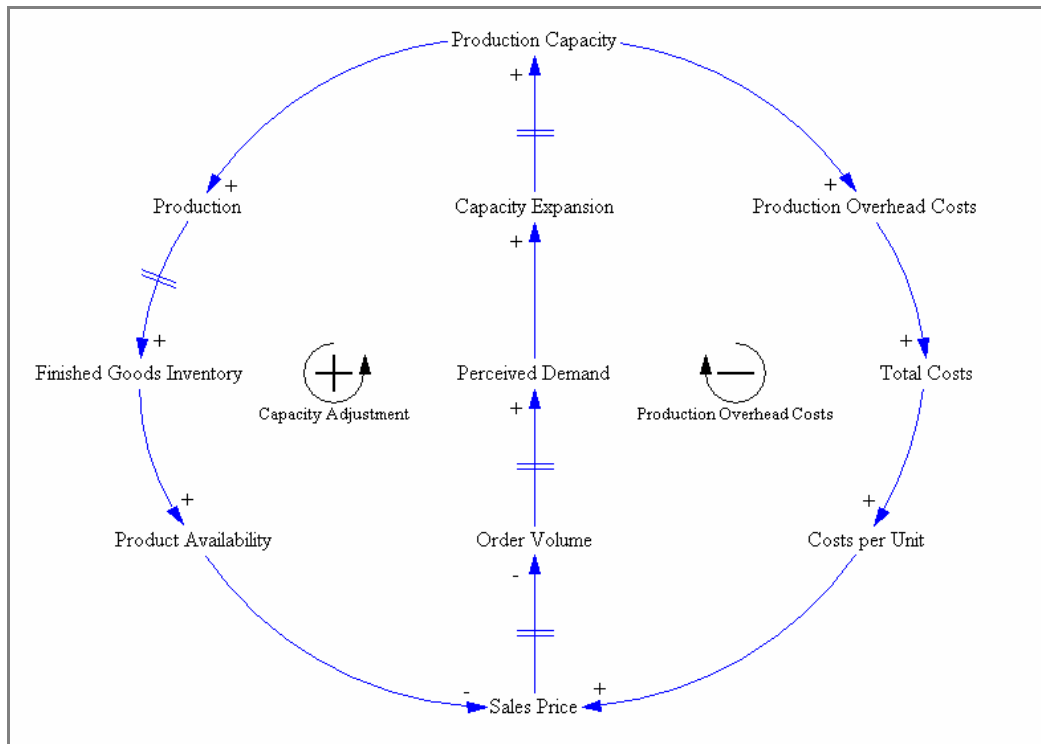 Production Capacity
+
+
+
Production
Capacity Expansion
Production Overhead Costs
+
+
+
Finished Goods Inventory
+
Perceived Demand
−
Total Costs
Capacity Adjustment
Production Overhead Costs
+
+
+
Product Availability
Order Volume
Costs per Unit
-
-
+
Sales Price